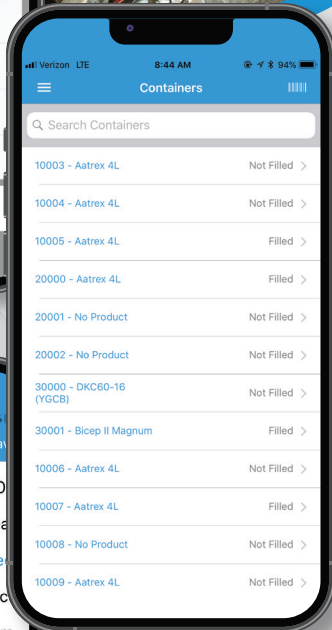 Verizon LTE 8:44 AM 94%
Containers
Search Containers
10003 - Aatrex 4L Not Filled
10004 - Aatrex 4L Not Filled
10005 - Aatrex 4L Filled
20000 - Aatrex 4L Filled
20001 - No Product Not Filled
20002 - No Product Not Filled
30000 - DKC60-16 Not Filled
(YGCB)
30001 - Bicep II Magnum Filled
10006 - Aatrex 4L Not Filled
10007 - Aatrex 4L Filled
10008 - No Product Not Filled
10009 - Aatrex 4L Not Filled